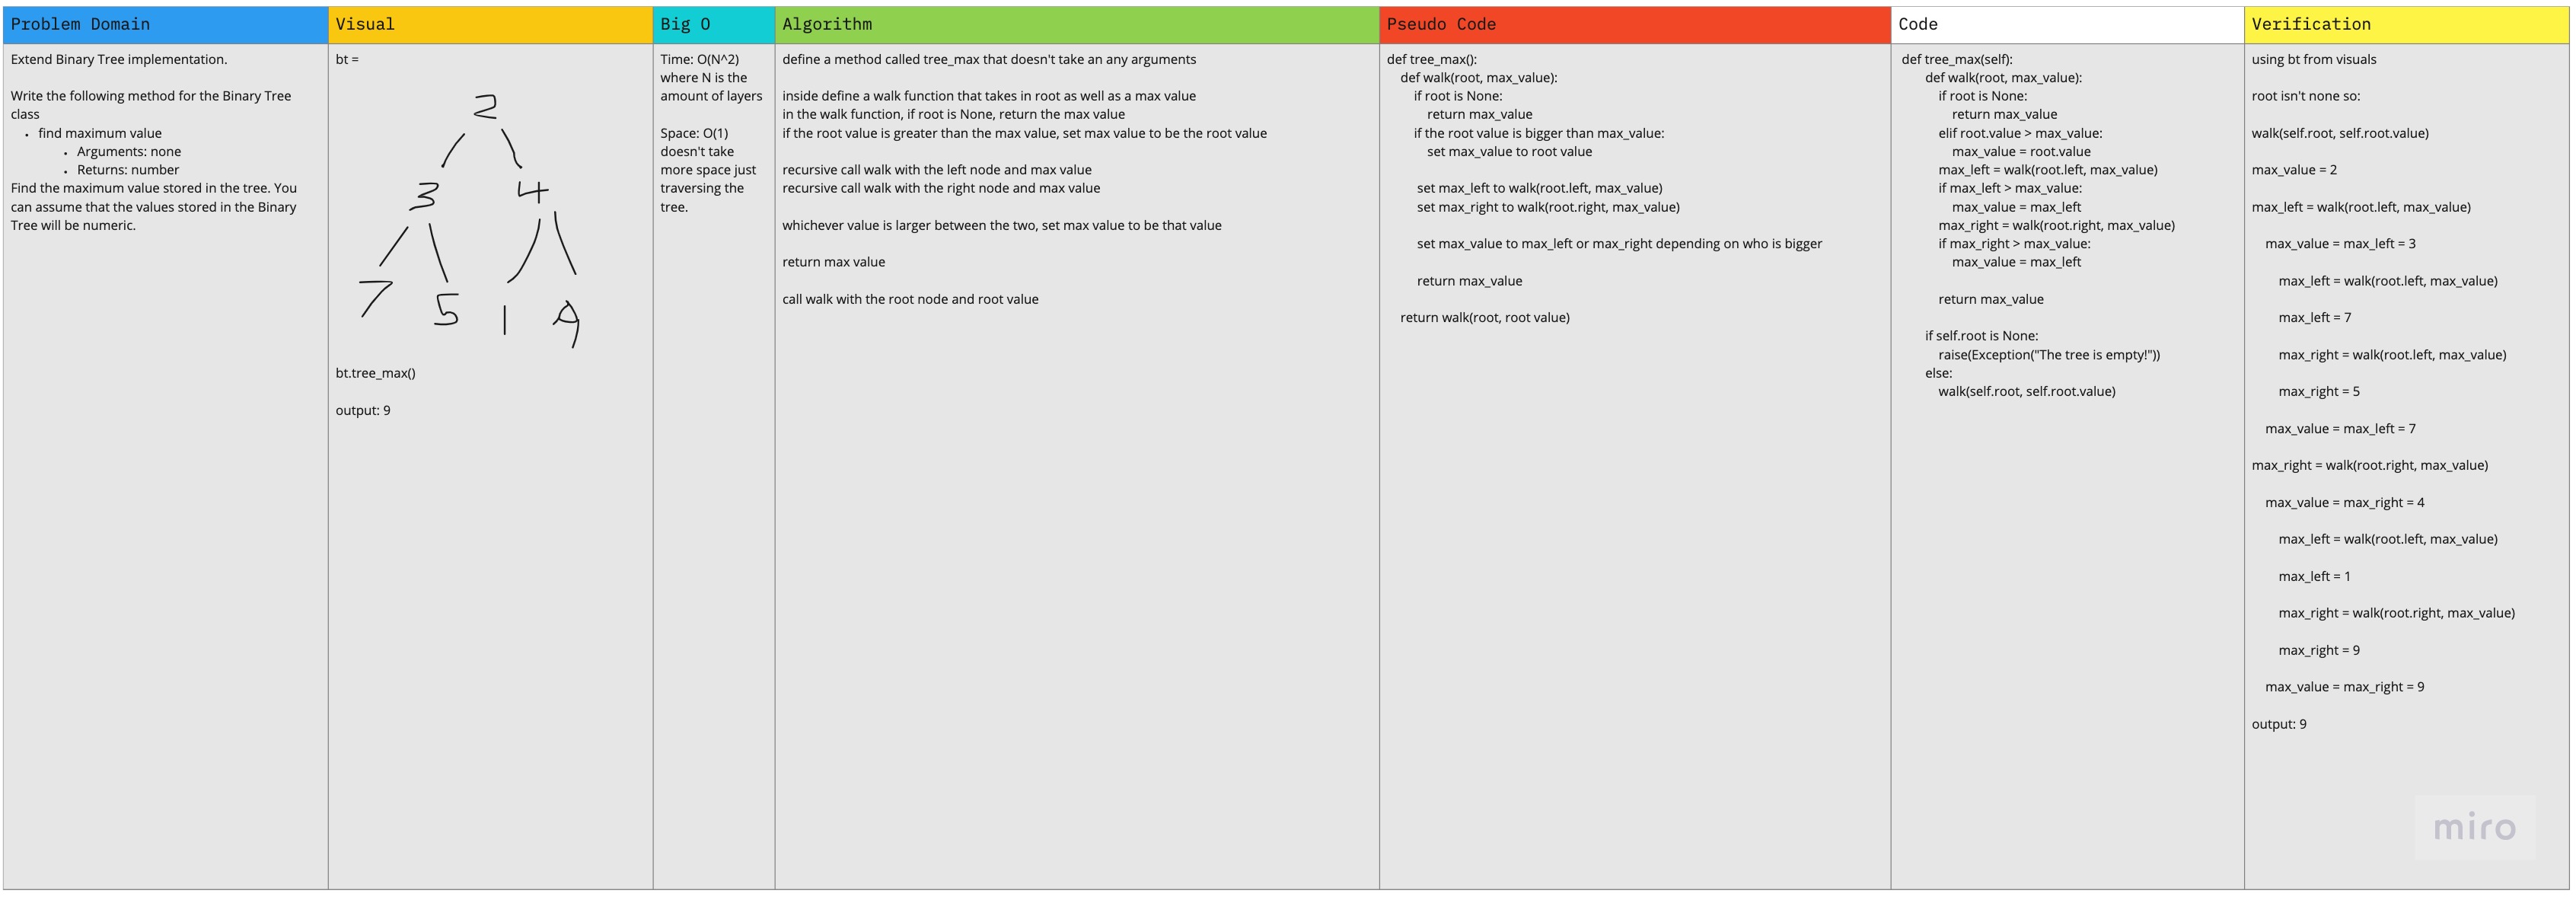 Problem Domain
Extend Binary Tree implementation.
Write the following method for the Binary Tree
class
• find maximum value
• Arguments: none
• Returns: number
Find the maximum value stored in the tree. You
can assume that the values stored in the Binary
Tree will be numeric.
Visual
bt =
2
3 4
7 5 1 9
bt.tree_max()
output: 9
Big O
Time: O(N^2)
where N is the
amount of layers
Space: O(1)
doesn't take
more space just
traversing the
tree.
Algorithm
define a method called tree_max that doesn't take an any arguments
inside define a walk function that takes in root as well as a max value
in the walk function, if root is None, return the max value
if the root value is greater than the max value, set max value to be the root value
recursive call walk with the left node and max value
recursive call walk with the right node and max value
whichever value is larger between the two, set max value to be that value
return max value
call walk with the root node and root value
Pseudo Code
def tree_max():
def walk(root, max_value):
if root is None:
return max_value
if the root value is bigger than max_value:
set max_value to root value
set max_left to walk(root.left, max_value)
set max_right to walk(root.right, max_value)
set max_value to max_left or max_right depending on who is bigger
return max_value
return walk(root, root value)
Code
def tree_max(self):
def walk(root, max_value):
if root is None:
return max_value
elif root.value > max_value:
max_value = root.value
max_left = walk(root.left, max_value)
if max_left > max_value:
max_value = max_left
max_right = walk(root.right, max_value)
if max_right > max_value:
max_value = max_left
return max_value
if self.root is None:
raise(Exception("The tree is empty!"))
else:
walk(self.root, self.root.value)
Verification
using bt from visuals
root isn't none so:
walk(self.root, self.root.value)
max_value = 2
max_left = walk(root.left, max_value)
max_value = max_left = 3
max_left = walk(root.left, max_value)
max_left = 7
max_right = walk(root.left, max_value)
max_right = 5
max_value = max_left = 7
max_right = walk(root.right, max_value)
max_value = max_right = 4
max_left = walk(root.left, max_value)
max_left = 1
max_right = walk(root.right, max_value)
max_right = 9
max_value = max_right = 9
output: 9
miro